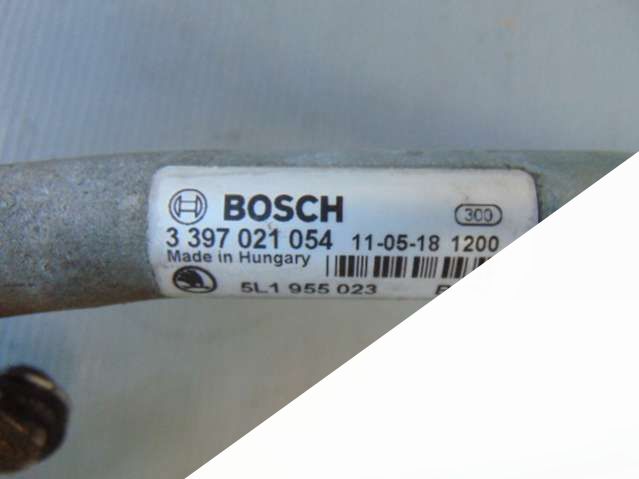 BOSCH 300
3 397 021 054 11-05-18 1200
Made in Hungary
5L1 955 023